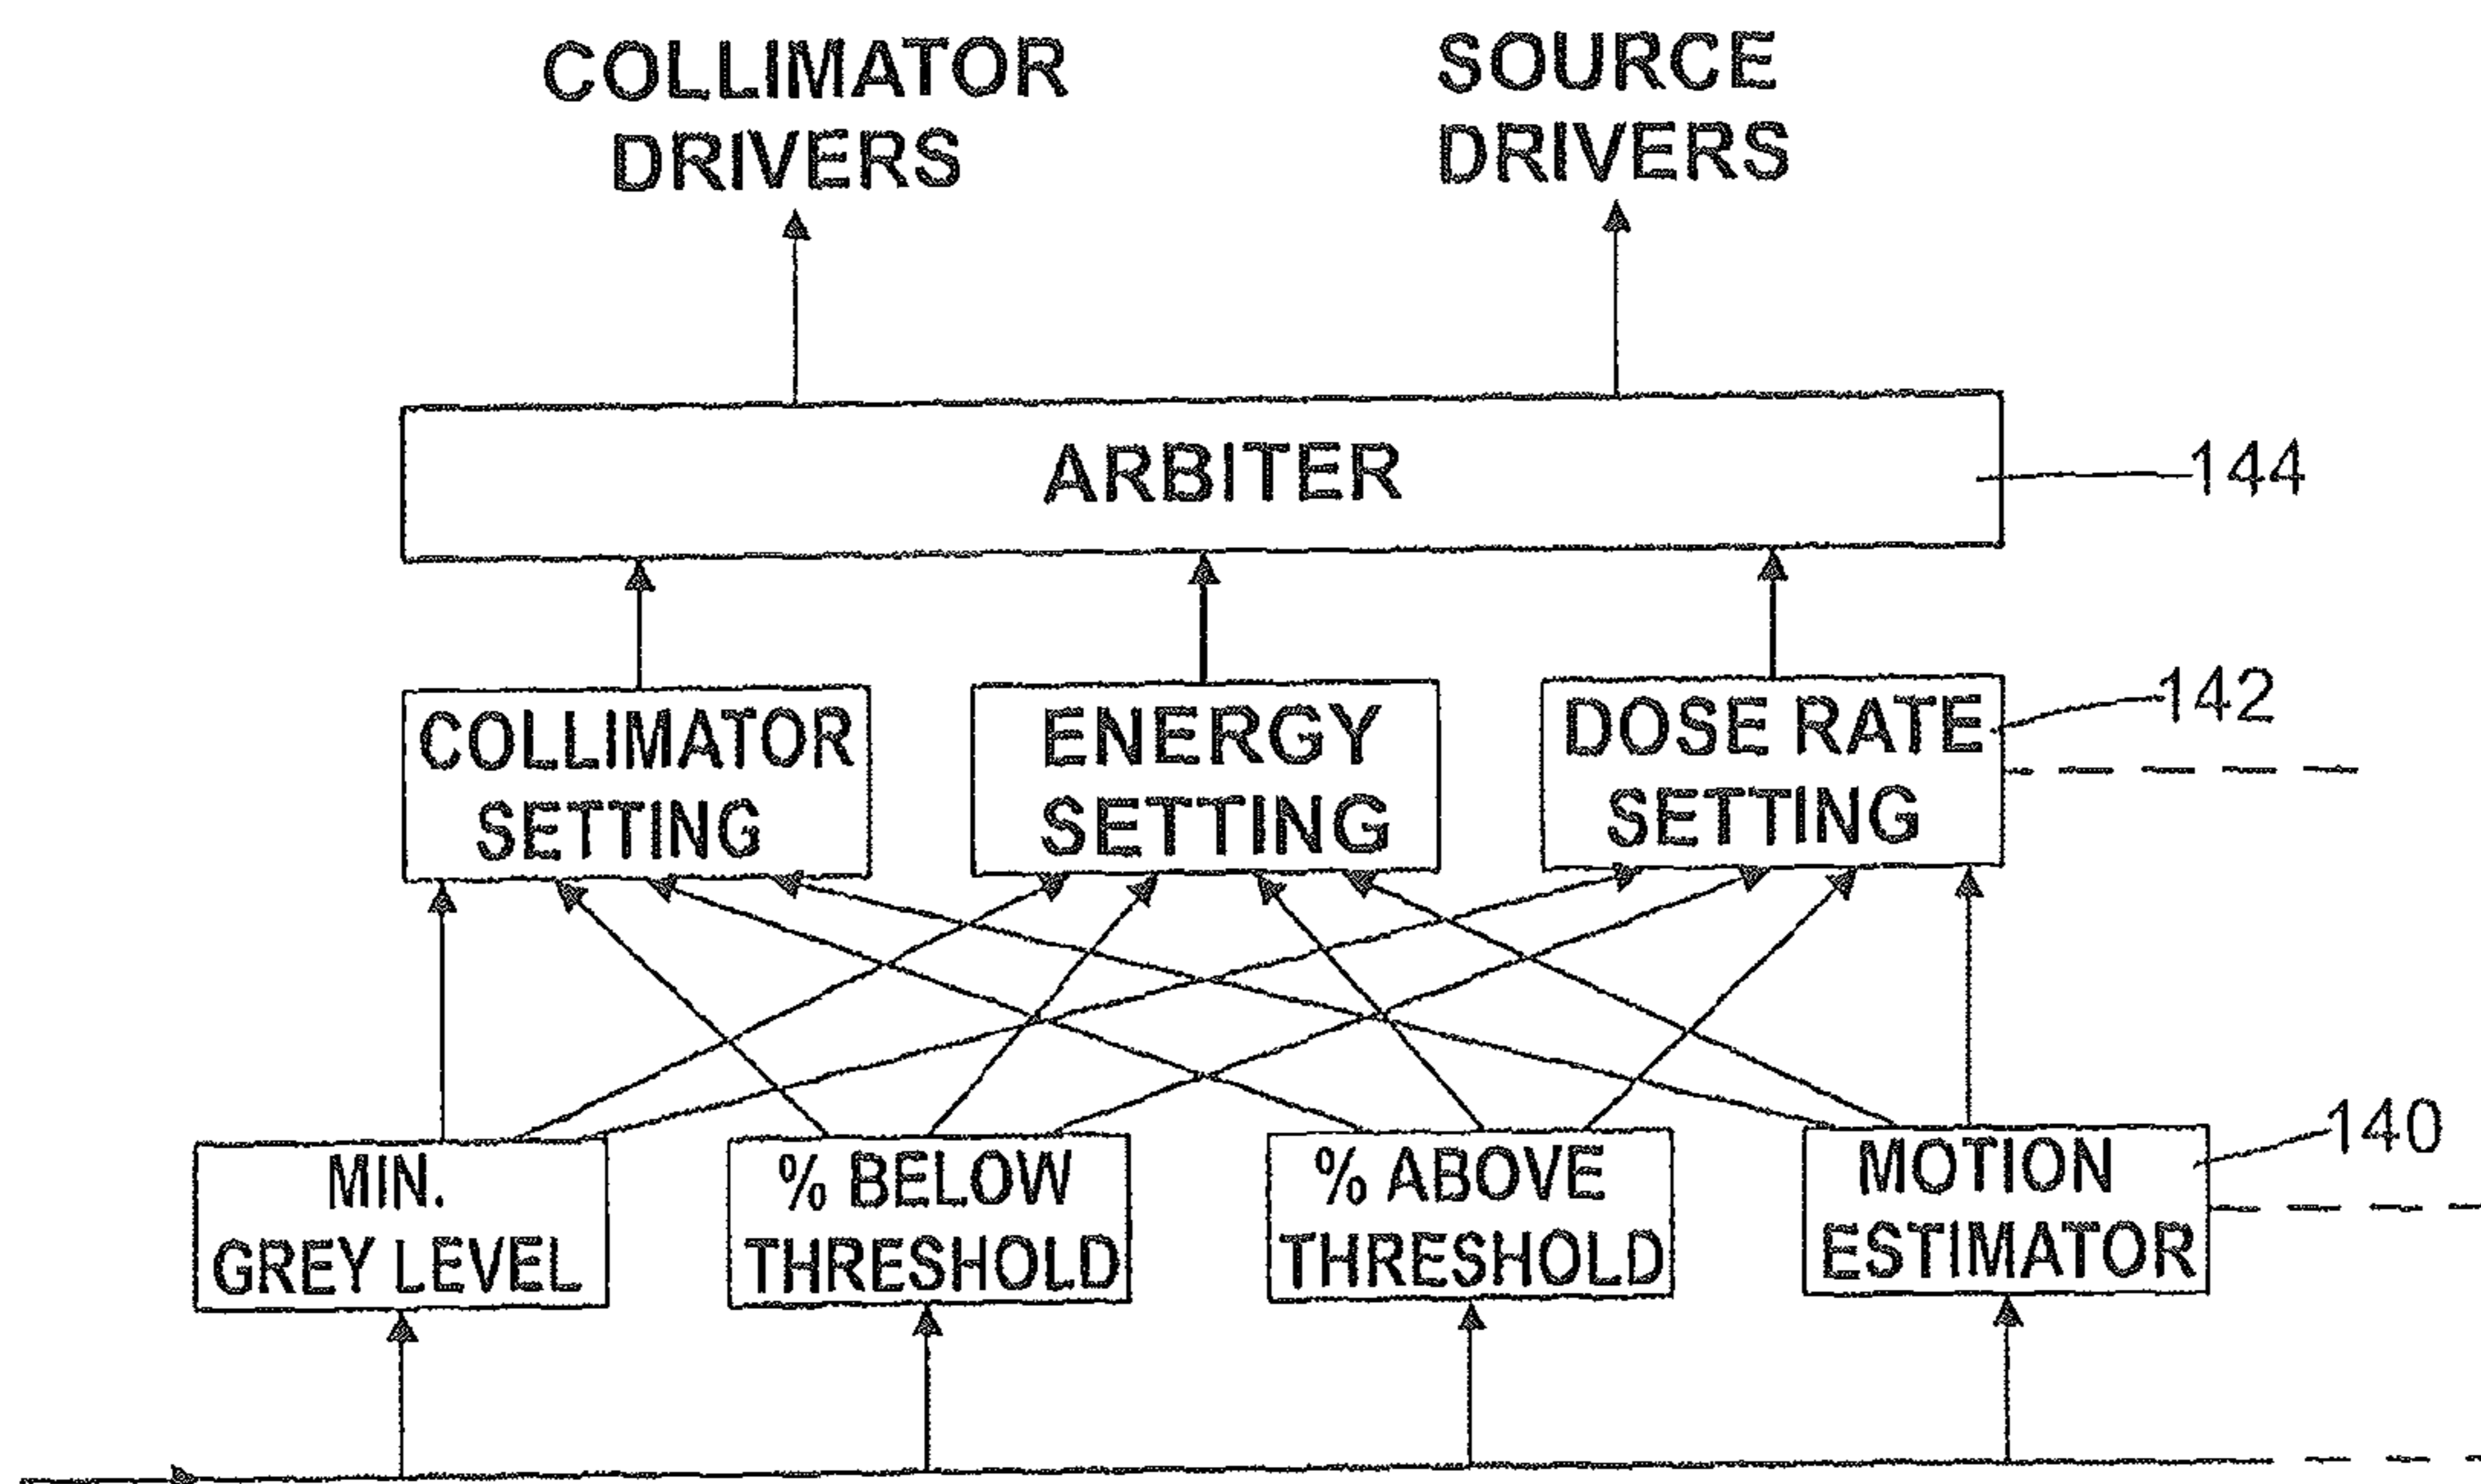 COLLIMATOR
DRIVERS
SOURCE
DRIVERS
ARBITER
144
COLLIMATOR
SETTING
ENERGY
SETTING
DOSE RATE
SETTING
142
MIN.
GREY LEVEL
% BELOW
THRESHOLD
% ABOVE
THRESHOLD
MOTION
ESTIMATOR
140